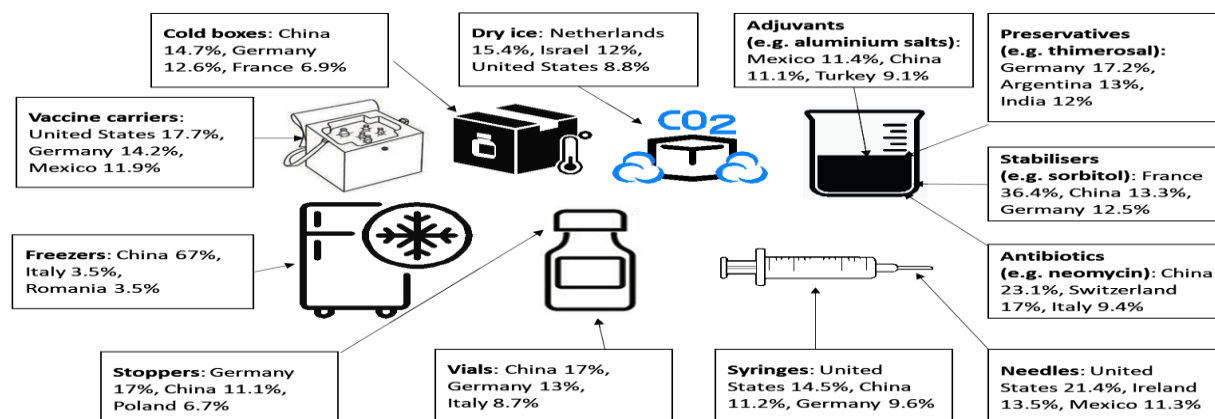 Cold boxes: China
14.7%, Germany
12.6%, France 6.9%
Dry ice: Netherlands
15.4%, Israel 12%,
United States 8.8%
Adjuvants
(e.g. aluminium salts):
Mexico 11.4%, China
11.1%, Turkey 9.1%
Preservatives
(e.g. thimerosal):
Germany 17.2%,
Argentina 13%,
India 12%
Vaccine carriers:
United States 17.7%,
Germany 14.2%,
Mexico 11.9%
CO2
Stabilisers
(e.g. sorbitol): France
36.4%, China 13.3%,
Germany 12.5%
Freezers: China 67%,
Italy 3.5%,
Romania 3.5%
Antibiotics
(e.g. neomycin): China
23.1%, Switzerland
17%, Italy 9.4%
Stoppers: Germany
17%, China 11.1%,
Poland 6.7%
Vials: China 17%,
Germany 13%,
Italy 8.7%
Syringes: United
States 14.5%, China
11.2%, Germany 9.6%
Needles: United
States 21.4%, Ireland
13.5%, Mexico 11.3%